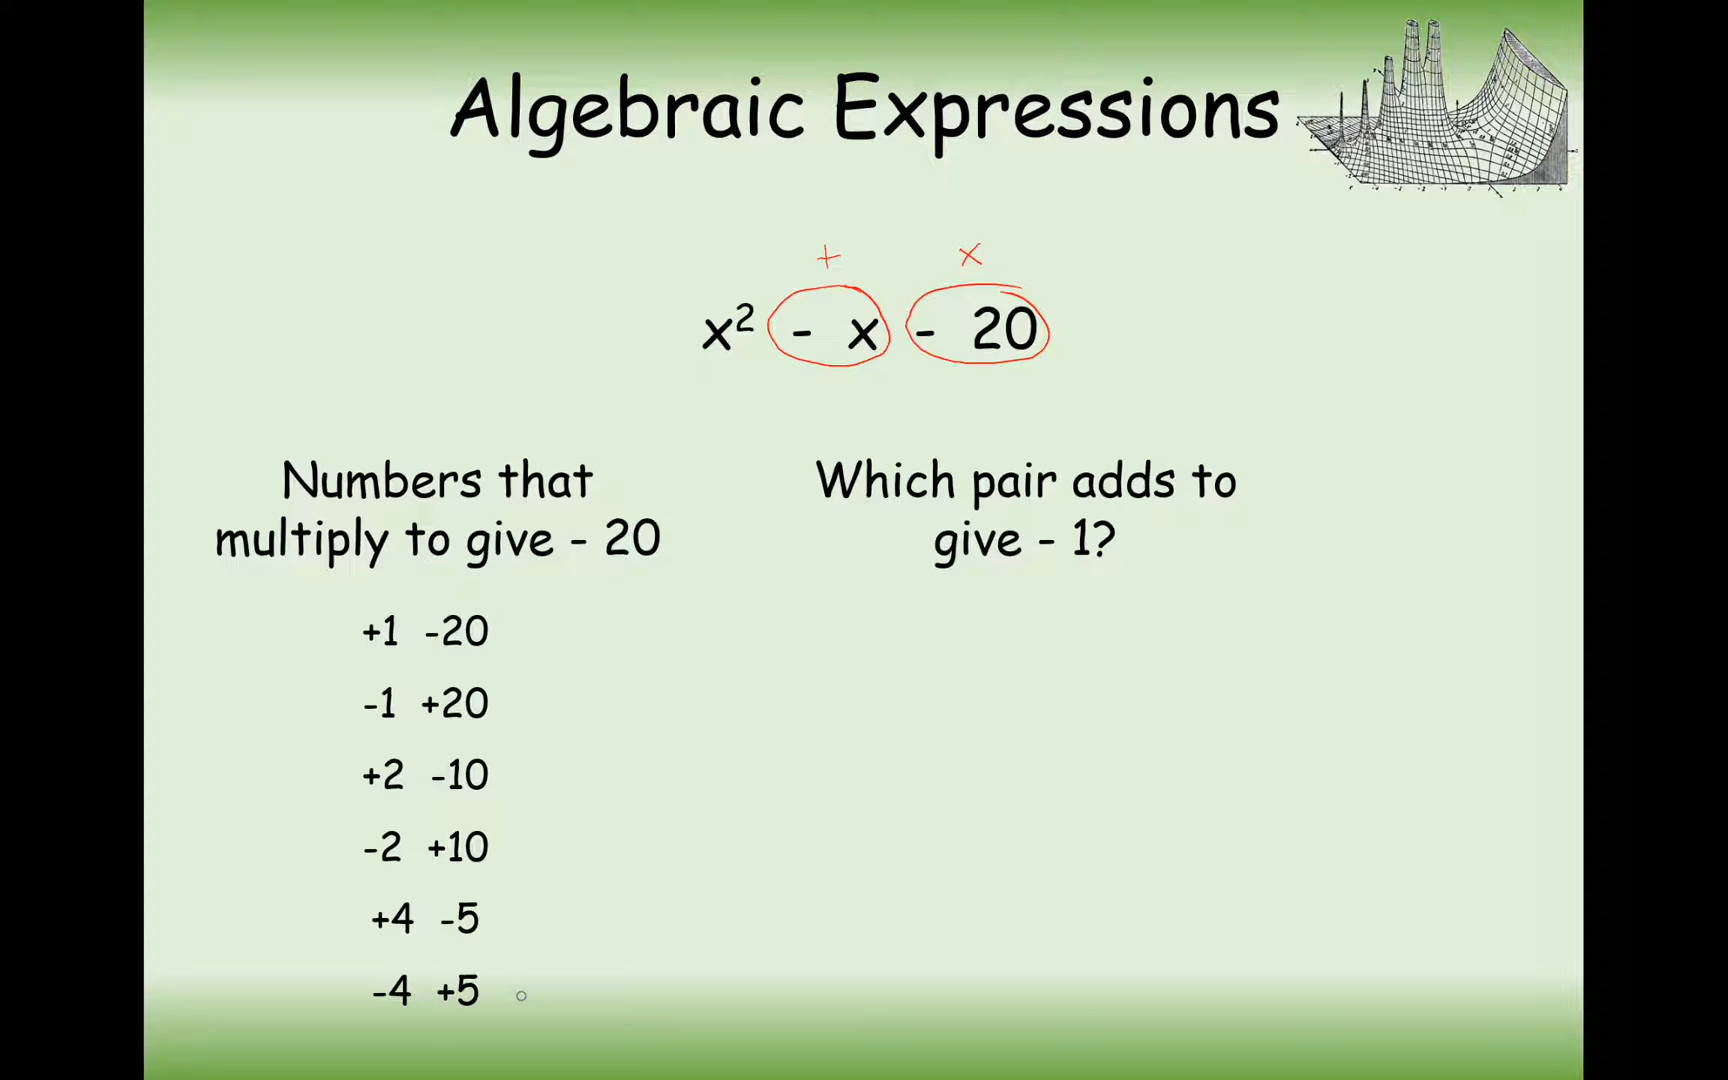 Algebraic Expressions
+ x
x² - x - 20
Numbers that
multiply to give - 20
Which pair adds to
give - 1?
+1 -20
-1 +20
+2 -10
-2 +10
+4 -5
-4 +5